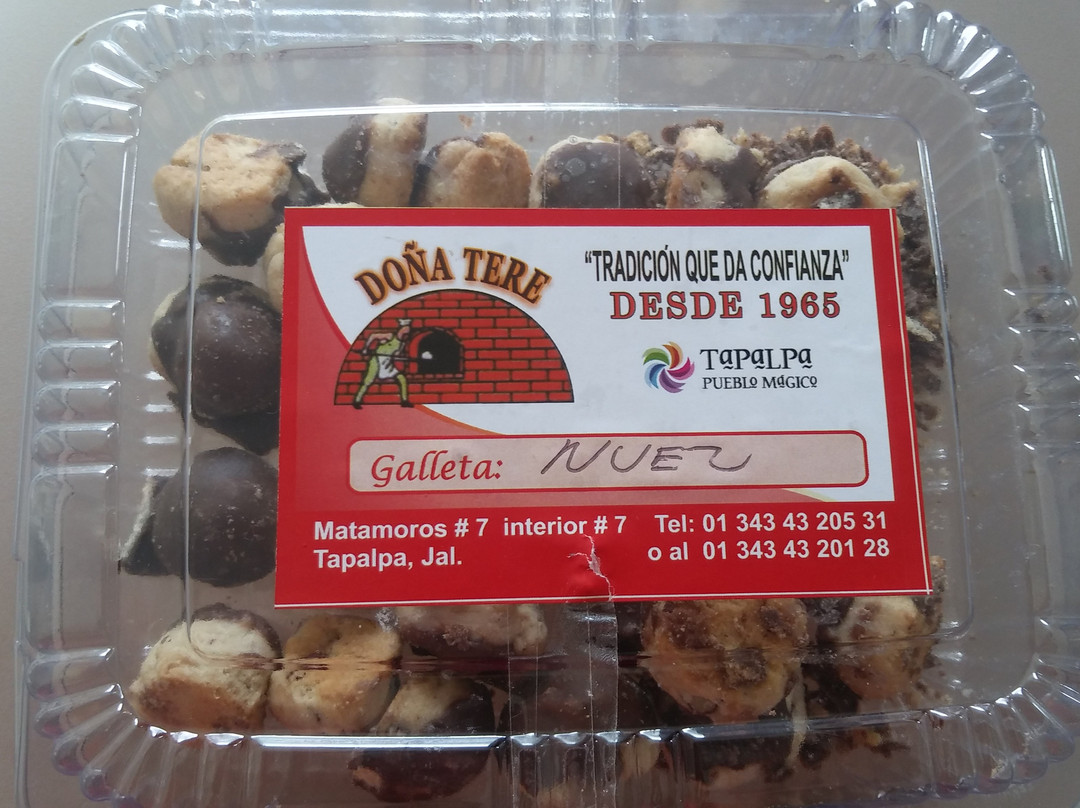 DOÑA TERE
“TRADICIÓN QUE DA CONFIANZA”
DESDE 1965
TAPALPA
PUEBLO MÁGICO
Galleta: NUEZ
Matamoros # 7 interior # 7
Tapalpa, Jal.
Tel: 01 343 43 205 31
o al 01 343 43 201 28